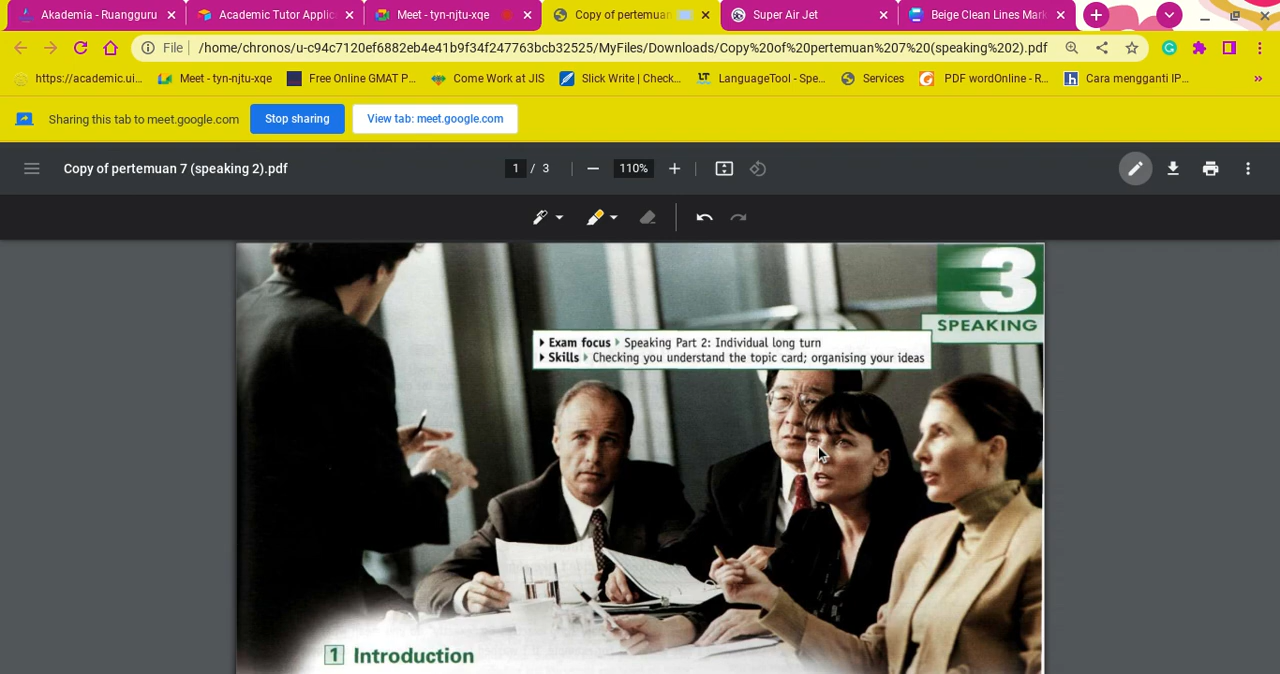 Akademia - Ruangguru
Academic Tutor Applic
Meet - tyn-njtu-xqe
Copy of pertemuan
Super Air Jet
Beige Clean Lines Mark
File
/home/chronos/u-c94c7120ef6882eb4e41b9f34f247763bcb32525/MyFiles/Downloads/Copy%20of%20pertemuan%207%20(speaking%202).pdf
https://academic.ui...
Meet - tyn-njtu-xqe
Free Online GMAT P...
Come Work at JIS
Slick Write | Check...
LanguageTool - Spe...
Services
PDF wordOnline - R...
Cara mengganti IP...
Sharing this tab to meet.google.com
Stop sharing
View tab: meet.google.com
Copy of pertemuan 7 (speaking 2).pdf
1 / 3
110%
3
SPEAKING
Exam focus Speaking Part 2: Individual long turn
Skills Checking you understand the topic card; organising your ideas
1 Introduction